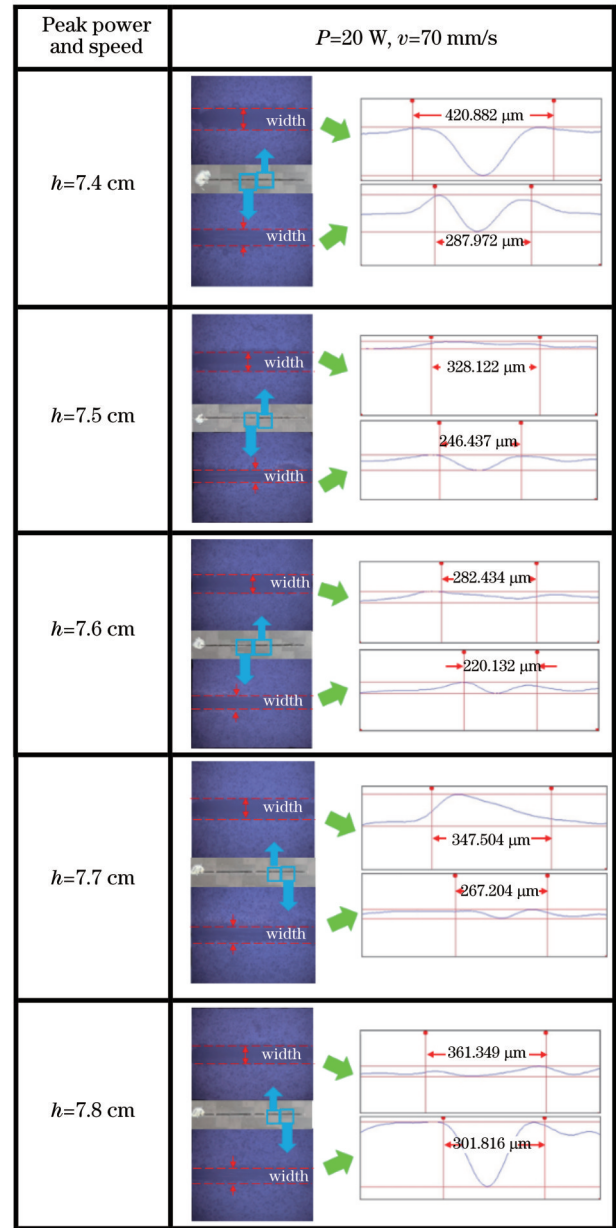 Peak power
and speed
P=20 W, v=70 mm/s
h=7.4 cm
width
width
420.882 μm
287.972 μm
h=7.5 cm
width
width
328.122 μm
246.437 μm
h=7.6 cm
width
width
282.434 μm
220.132 μm
h=7.7 cm
width
width
347.504 μm
267.204 μm
h=7.8 cm
width
width
361.349 μm
301.816 μm